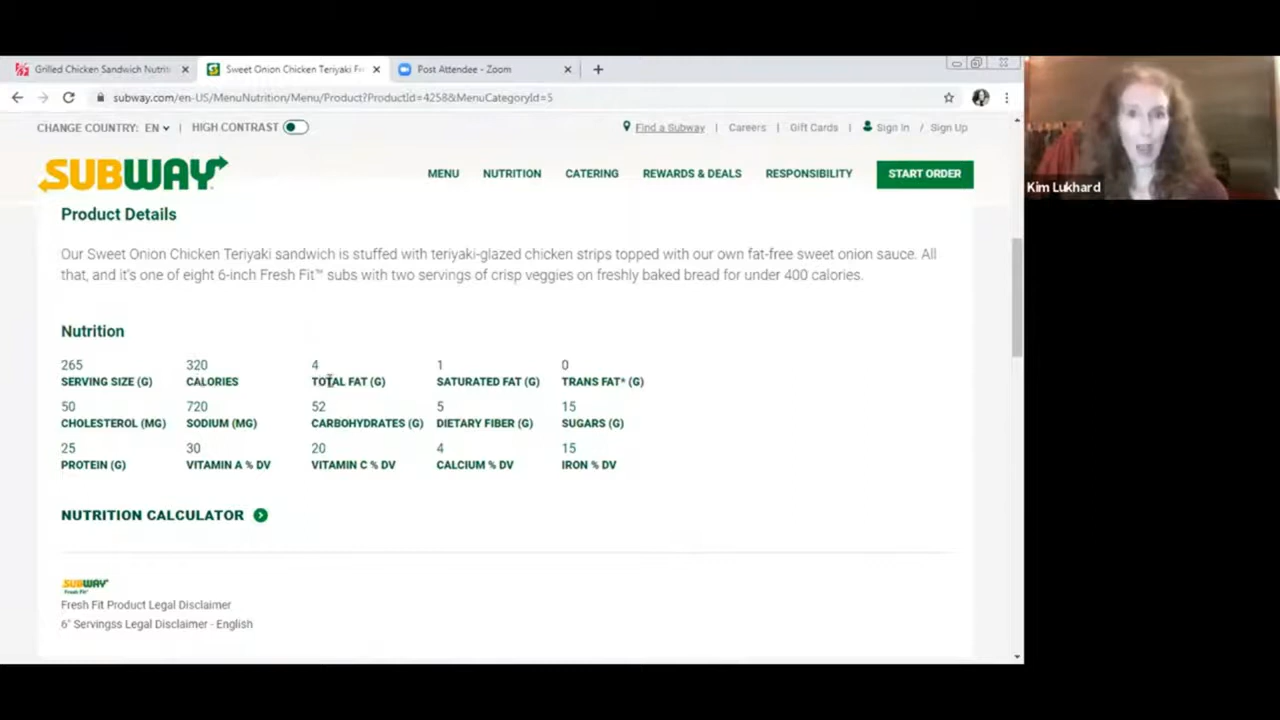 Grilled Chicken Sandwich Nutriti
Sweet Onion Chicken Teriyaki Fr
Post Attendee - Zoom
subway.com/en-US/MenuNutrition/Menu/Product?ProductId=4258&MenuCategoryId=5
CHANGE COUNTRY: EN | HIGH CONTRAST
Find a Subway | Careers | Gift Cards | Sign In / Sign Up
SUBWAY
MENU NUTRITION CATERING REWARDS & DEALS RESPONSIBILITY START ORDER
Kim Lukhard
Product Details
Our Sweet Onion Chicken Teriyaki sandwich is stuffed with teriyaki-glazed chicken strips topped with our own fat-free sweet onion sauce. All
that, and it's one of eight 6-inch Fresh Fit™ subs with two servings of crisp veggies on freshly baked bread for under 400 calories.
Nutrition
265 320 4 1 0
SERVING SIZE (G) CALORIES TOTAL FAT (G) SATURATED FAT (G) TRANS FAT* (G)
50 720 52 5 15
CHOLESTEROL (MG) SODIUM (MG) CARBOHYDRATES (G) DIETARY FIBER (G) SUGARS (G)
25 30 20 4 15
PROTEIN (G) VITAMIN A % DV VITAMIN C % DV CALCIUM % DV IRON % DV
NUTRITION CALCULATOR
SUBWAY
Fresh Fit
Fresh Fit Product Legal Disclaimer
6" Servingss Legal Disclaimer - English